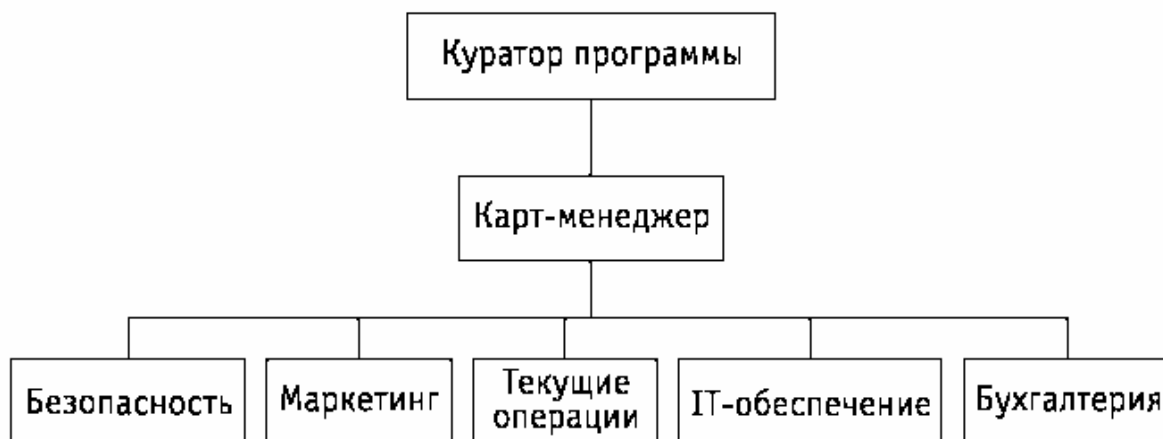 Куратор программы
Карт-менеджер
Безопасность
Маркетинг
Текущие
операции
IT-обеспечение
Бухгалтерия